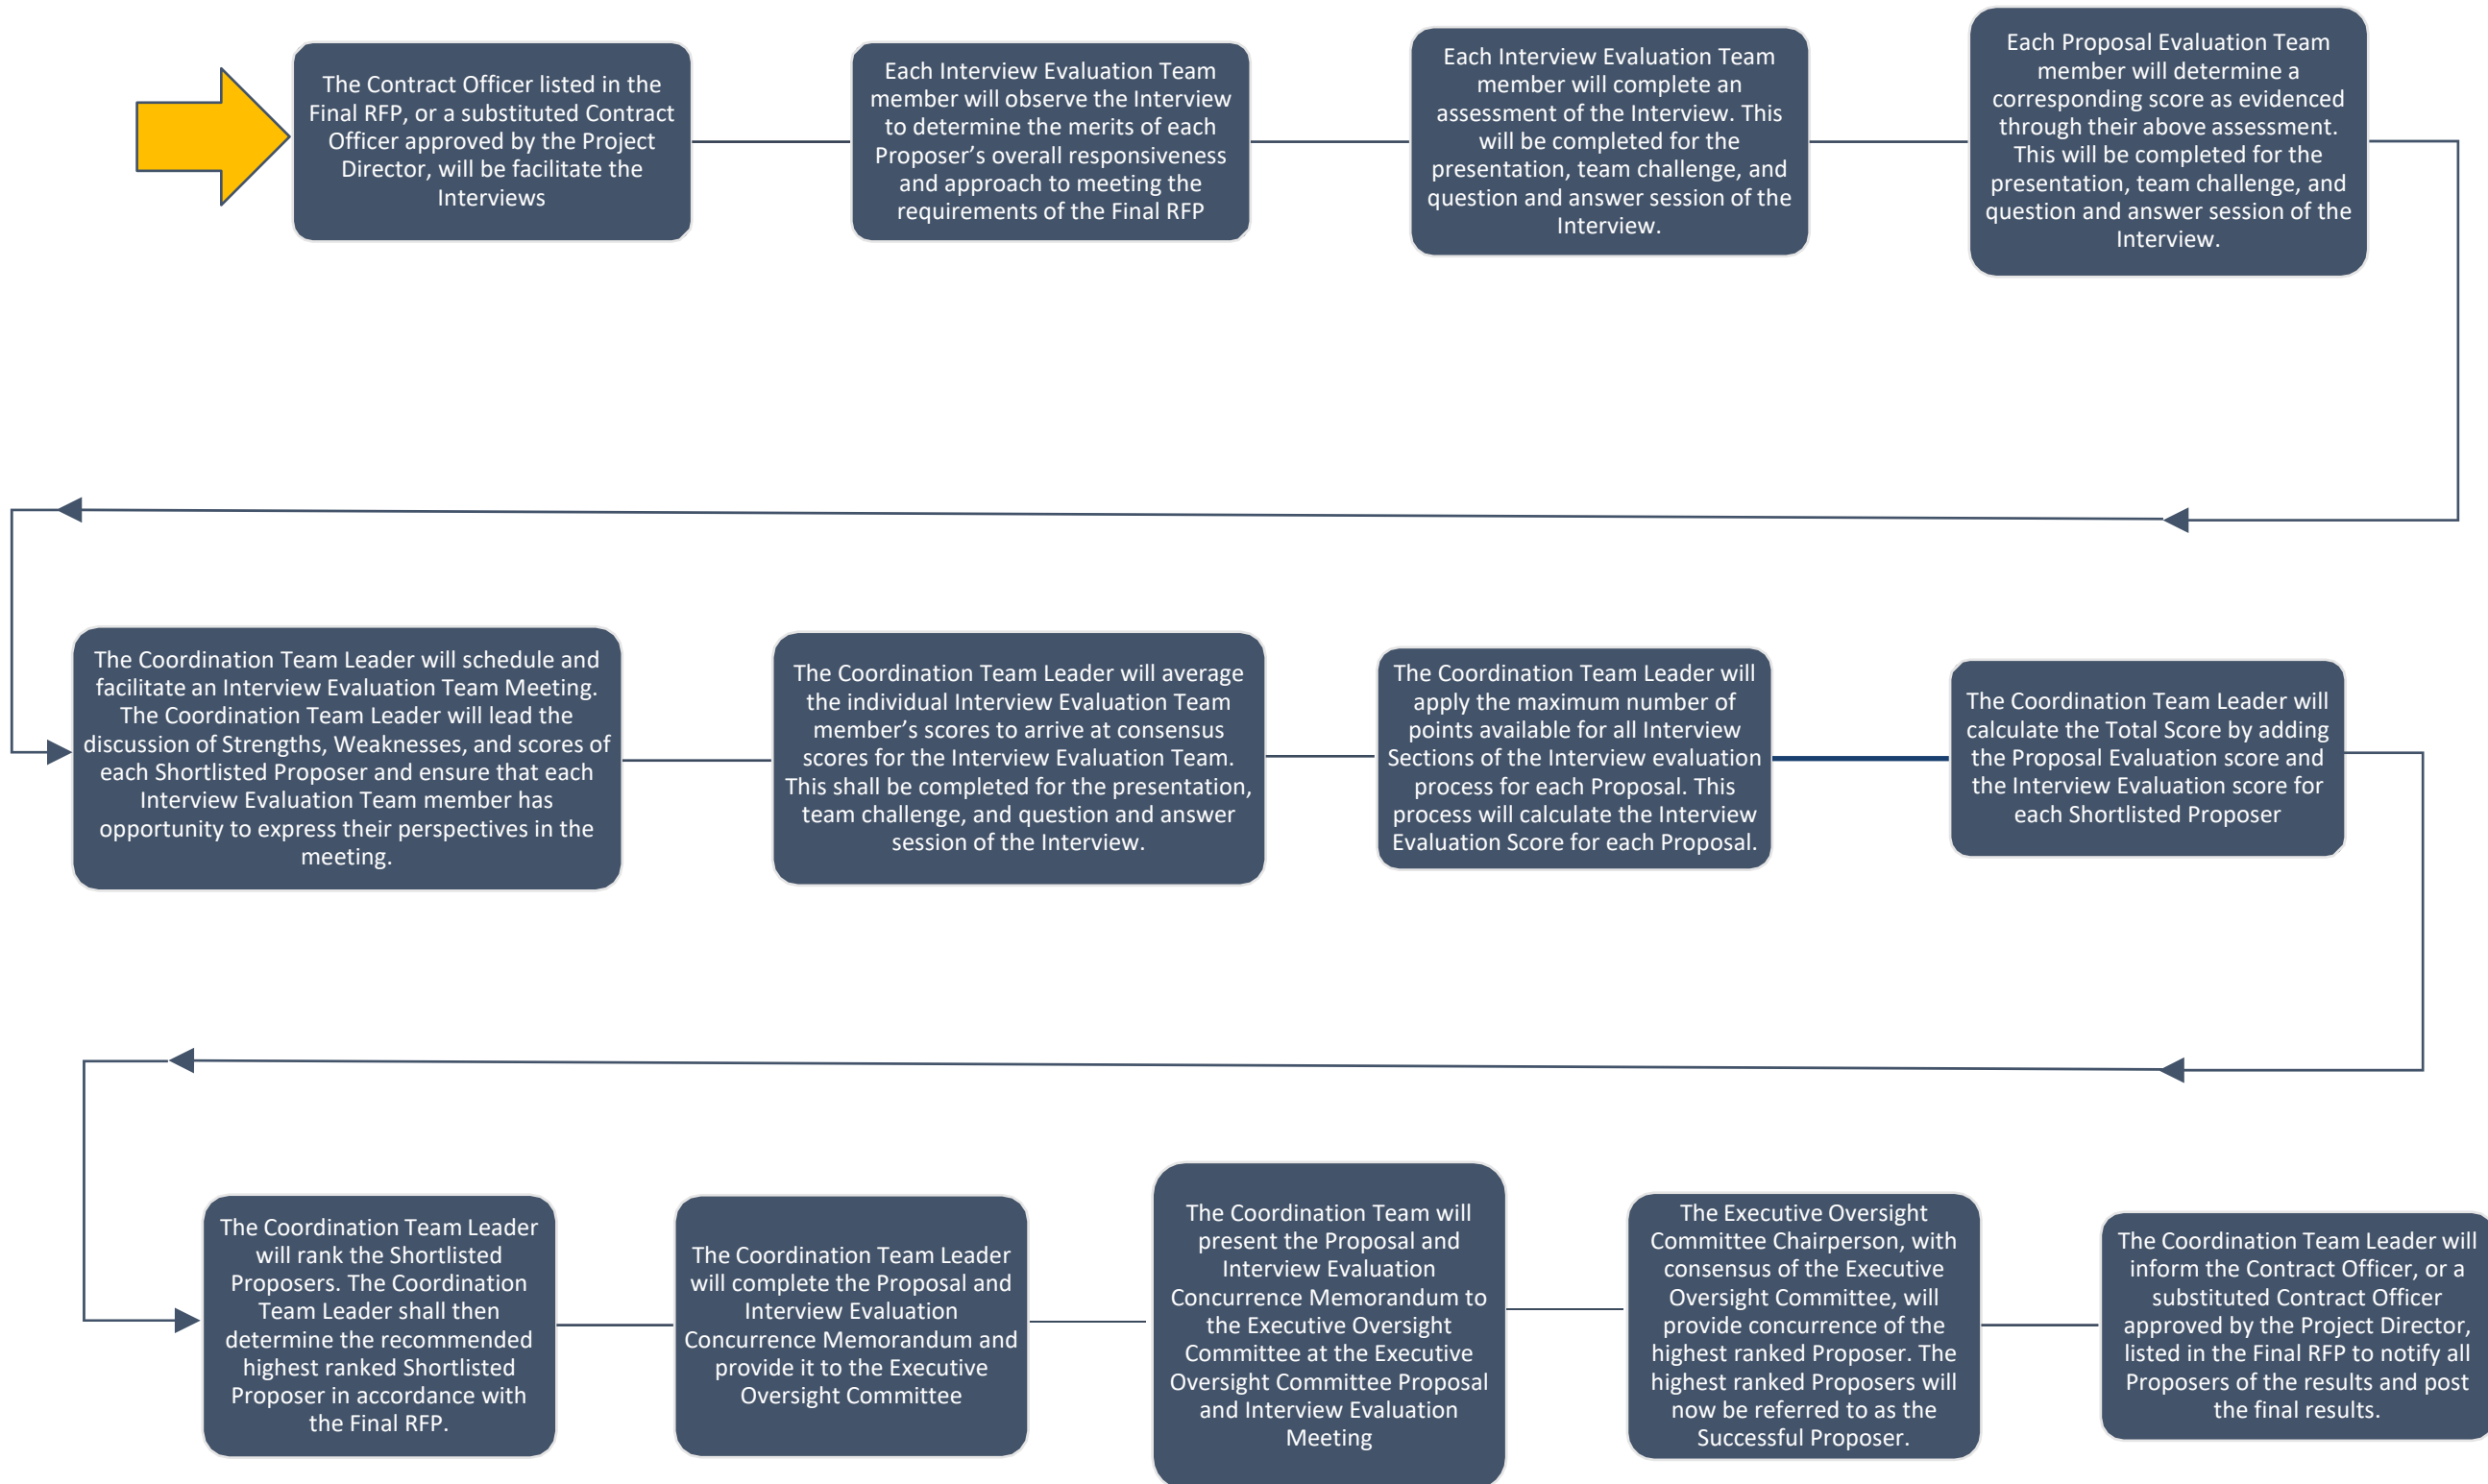 The Contract Officer listed in the
Final RFP, or a substituted Contract
Officer approved by the Project
Director, will be facilitate the
Interviews
Each Interview Evaluation Team
member will observe the Interview
to determine the merits of each
Proposer’s overall responsiveness
and approach to meeting the
requirements of the Final RFP
Each Interview Evaluation Team
member will complete an
assessment of the Interview. This
will be completed for the
presentation, team challenge, and
question and answer session of the
Interview.
Each Proposal Evaluation Team
member will determine a
corresponding score as evidenced
through their above assessment.
This will be completed for the
presentation, team challenge, and
question and answer session of the
Interview.
The Coordination Team Leader will schedule and
facilitate an Interview Evaluation Team Meeting.
The Coordination Team Leader will lead the
discussion of Strengths, Weaknesses, and scores of
each Shortlisted Proposer and ensure that each
Interview Evaluation Team member has
opportunity to express their perspectives in the
meeting.
The Coordination Team Leader will average
the individual Interview Evaluation Team
member’s scores to arrive at consensus
scores for the Interview Evaluation Team.
This shall be completed for the presentation,
team challenge, and question and answer
session of the Interview.
The Coordination Team Leader will
apply the maximum number of
points available for all Interview
Sections of the Interview evaluation
process for each Proposal. This
process will calculate the Interview
Evaluation Score for each Proposal.
The Coordination Team Leader will
calculate the Total Score by adding
the Proposal Evaluation score and
the Interview Evaluation score for
each Shortlisted Proposer
The Coordination Team Leader
will rank the Shortlisted
Proposers. The Coordination
Team Leader shall then
determine the recommended
highest ranked Shortlisted
Proposer in accordance with
the Final RFP.
The Coordination Team Leader
will complete the Proposal and
Interview Evaluation
Concurrence Memorandum and
provide it to the Executive
Oversight Committee
The Coordination Team will
present the Proposal and
Interview Evaluation
Concurrence Memorandum to
the Executive Oversight
Committee at the Executive
Oversight Committee Proposal
and Interview Evaluation
Meeting
The Executive Oversight
Committee Chairperson, with
consensus of the Executive
Oversight Committee, will
provide concurrence of the
highest ranked Proposer. The
highest ranked Proposers will
now be referred to as the
Successful Proposer.
The Coordination Team Leader will
inform the Contract Officer, or a
substituted Contract Officer
approved by the Project Director,
listed in the Final RFP to notify all
Proposers of the results and post
the final results.